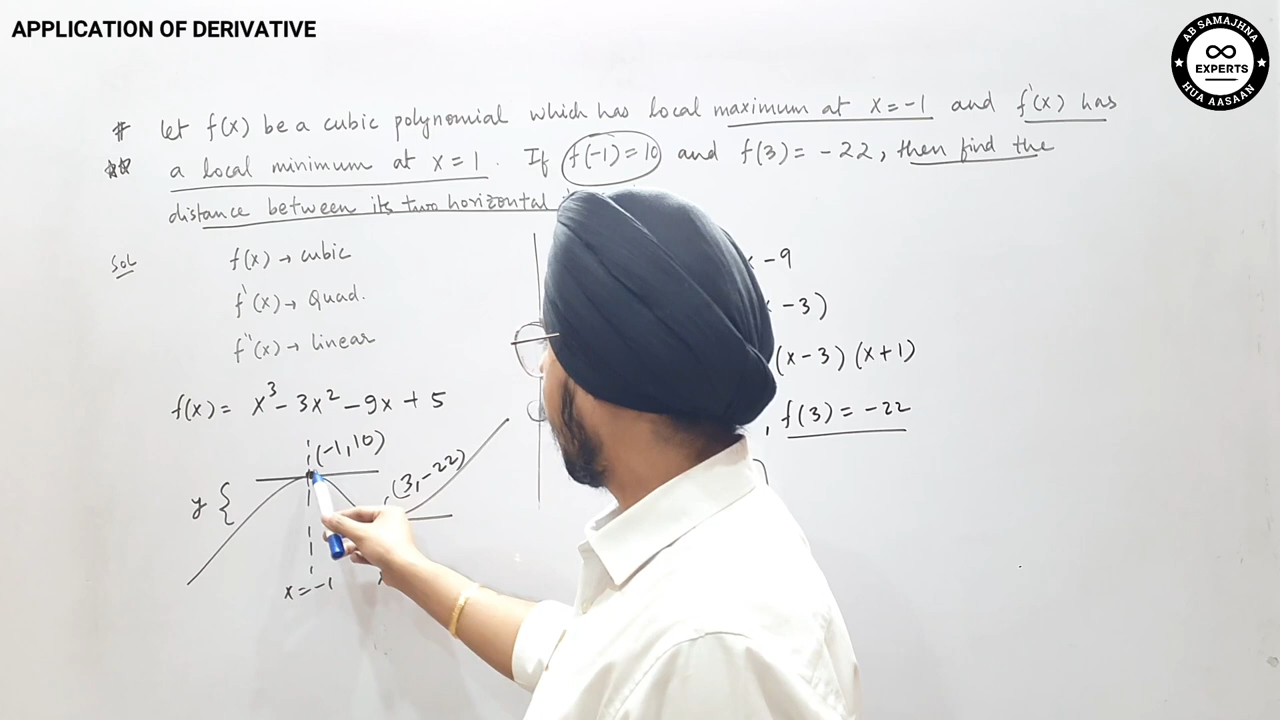 APPLICATION OF DERIVATIVE
AB SAMAJHNA
EXPERTS
HUA AASAAN
# Let f(x) be a cubic polynomial which has local maximum at x = -1 and f'(x) has
a local minimum at x = 1. If f(-1) = 10 and f(3) = -22, then find the
distance between its two horizontal
Sol
f(x) → cubic
f'(x) → Quad.
f''(x) → linear
f(x) = x³ - 3x² - 9x + 5
(-1, 10)
(3, -22)
y {
x = -1
- 9
- 3)
(x-3) (x+1)
, f(3) = -22